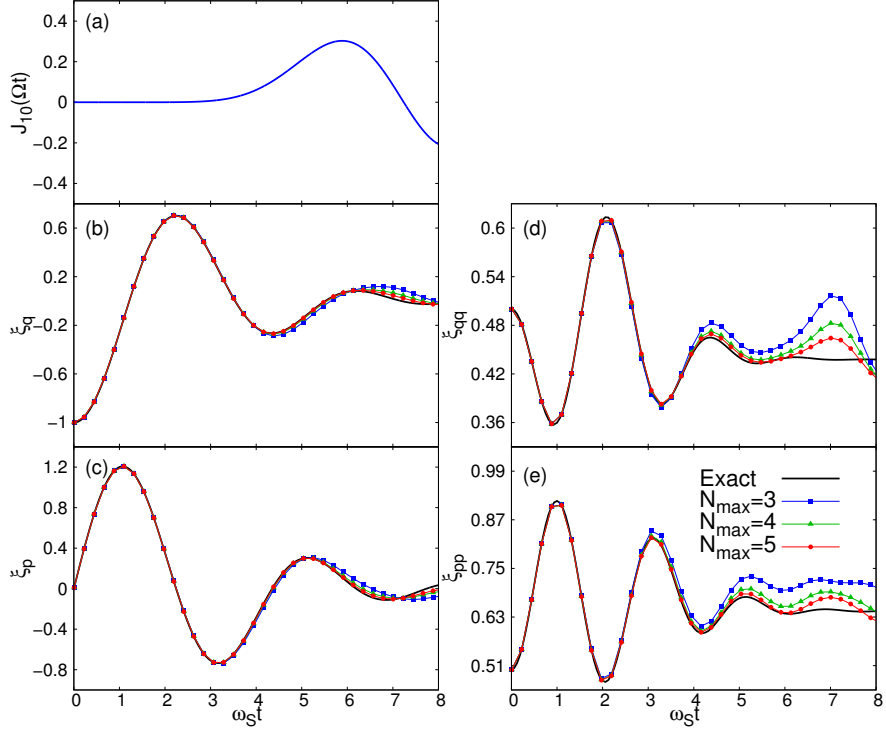 (a)
J10(Ωt)
0.4
0.2
0
−0.2
−0.4
(b)
ξq
0.6
0.2
−0.2
−0.6
−1
(c)
ξp
1.2
0.8
0.4
0
−0.4
−0.8
0 1 2 3 4 5 6 7 8
ωSt
(d)
ξqq
0.6
0.54
0.48
0.42
0.36
(e)
ξpp
0.99
0.87
0.75
0.63
0.51
Exact
Nmax=3
Nmax=4
Nmax=5
0 1 2 3 4 5 6 7 8
ωSt